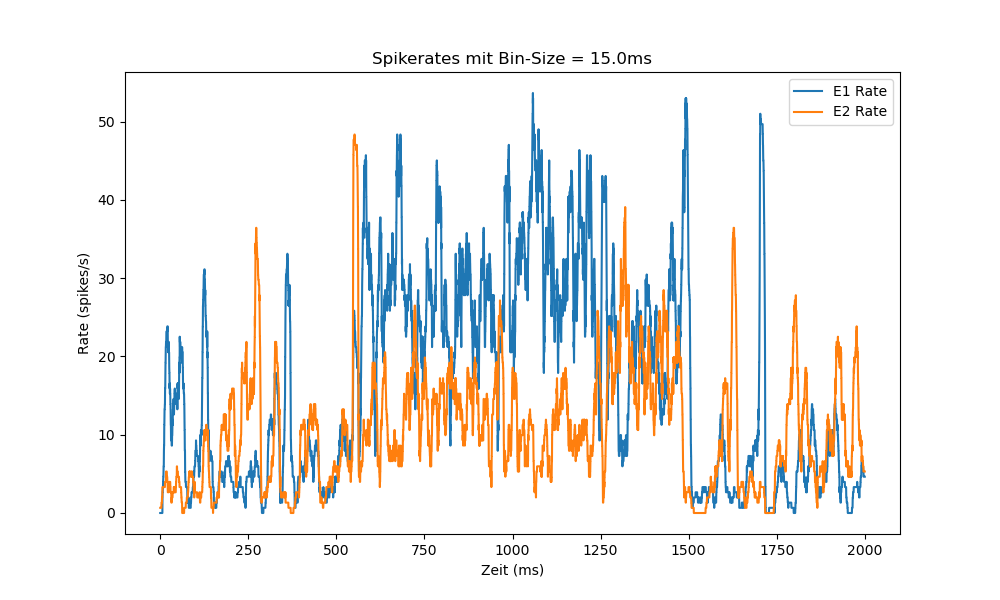 Spikerates mit Bin-Size = 15.0ms
E1 Rate
E2 Rate
50
40
30
20
10
0
Rate (spikes/s)
0 250 500 750 1000 1250 1500 1750 2000
Zeit (ms)